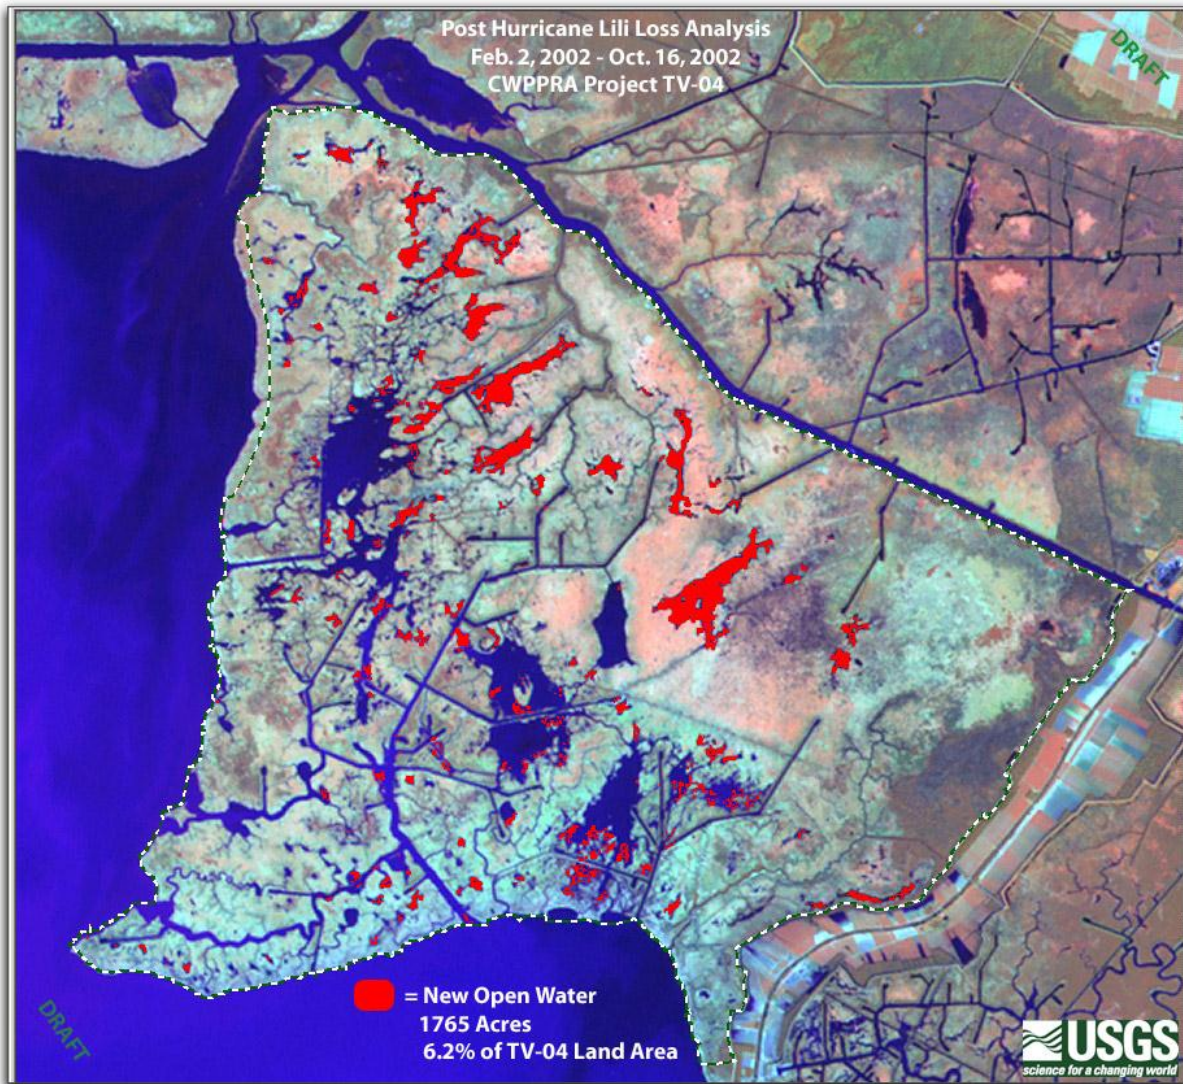 Post Hurricane Lili Loss Analysis
Feb. 2, 2002 - Oct. 16, 2002
CWPPRA Project TV-04
DRAFT
= New Open Water
1765 Acres
6.2% of TV-04 Land Area
DRAFT
USGS
science for a changing world